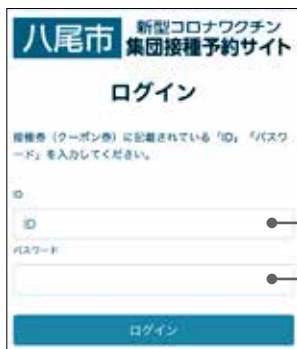 八尾市 新型コロナワクチン
集団接種予約サイト
ログイン
接種券（クーポン券）に記載されている「ID」「パスワ
ード」を入力してください。
ID
ID
パスワード
ログイン